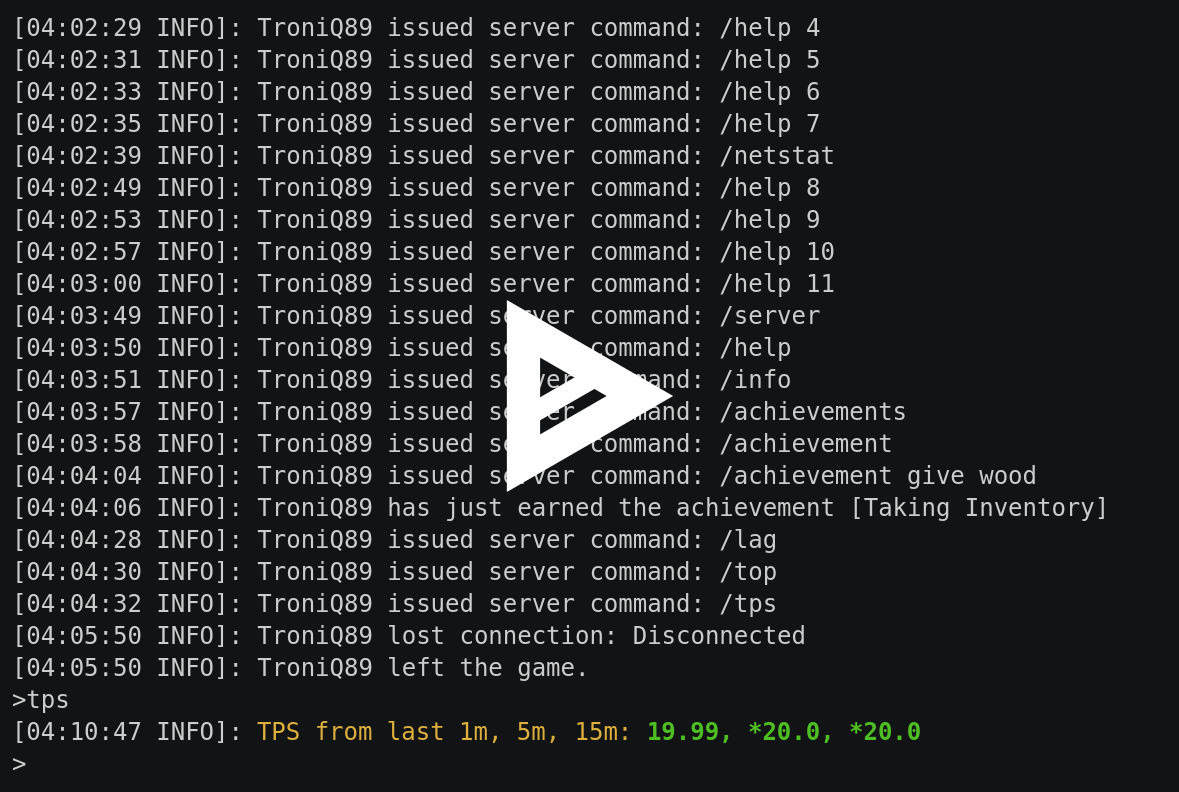 [04:02:29 INFO]: TroniQ89 issued server command: /help 4
[04:02:31 INFO]: TroniQ89 issued server command: /help 5
[04:02:33 INFO]: TroniQ89 issued server command: /help 6
[04:02:35 INFO]: TroniQ89 issued server command: /help 7
[04:02:39 INFO]: TroniQ89 issued server command: /netstat
[04:02:49 INFO]: TroniQ89 issued server command: /help 8
[04:02:53 INFO]: TroniQ89 issued server command: /help 9
[04:02:57 INFO]: TroniQ89 issued server command: /help 10
[04:03:00 INFO]: TroniQ89 issued server command: /help 11
[04:03:49 INFO]: TroniQ89 issued server command: /server
[04:03:50 INFO]: TroniQ89 issued server command: /help
[04:03:51 INFO]: TroniQ89 issued server command: /info
[04:03:57 INFO]: TroniQ89 issued server command: /achievements
[04:03:58 INFO]: TroniQ89 issued server command: /achievement
[04:04:04 INFO]: TroniQ89 issued server command: /achievement give wood
[04:04:06 INFO]: TroniQ89 has just earned the achievement [Taking Inventory]
[04:04:28 INFO]: TroniQ89 issued server command: /lag
[04:04:30 INFO]: TroniQ89 issued server command: /top
[04:04:32 INFO]: TroniQ89 issued server command: /tps
[04:05:50 INFO]: TroniQ89 lost connection: Disconnected
[04:05:50 INFO]: TroniQ89 left the game.
>tps
[04:10:47 INFO]: TPS from last 1m, 5m, 15m: 19.99, *20.0, *20.0
>